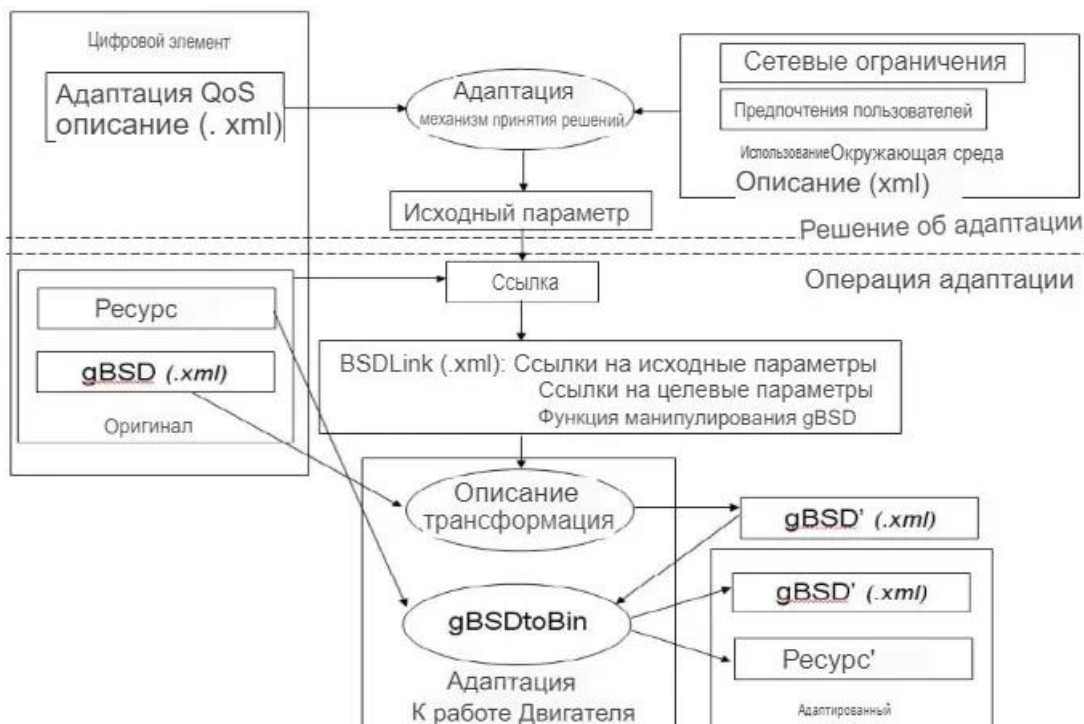 Цифровой элемент
Адаптация QoS
описание (. xml)
Адаптация
механизм принятия решений
Сетевые ограничения
Предпочтения пользователей
ИспользованиеОкружающая среда
Описание (xml)
Исходный параметр
Решение об адаптации
Операция адаптации
Ссылка
Ресурс
gBSD (.xml)
Оригинал
BSDLink (.xml): Ссылки на исходные параметры
Ссылки на целевые параметры
Функция манипулирования gBSD
Описание
трансформация
gBSD' (.xml)
gBSD' (.xml)
gBSDtoBin
Ресурс'
Адаптация
К работе Двигателя
Адаптированный